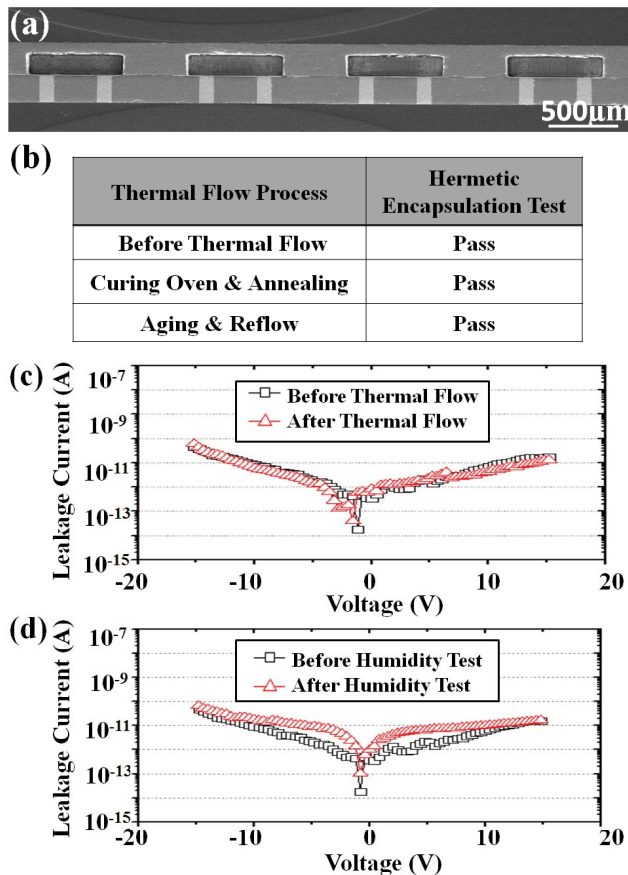 (a)
500μm
(b)
Thermal Flow Process
Hermetic
Encapsulation Test
Before Thermal Flow
Pass
Curing Oven & Annealing
Pass
Aging & Reflow
Pass
(c)
Leakage Current (A)
10-7
10-9
10-11
10-13
10-15
Before Thermal Flow
After Thermal Flow
-20
-10
0
10
20
Voltage (V)
(d)
Leakage Current (A)
10-7
10-9
10-11
10-13
10-15
Before Humidity Test
After Humidity Test
-20
-10
0
10
20
Voltage (V)